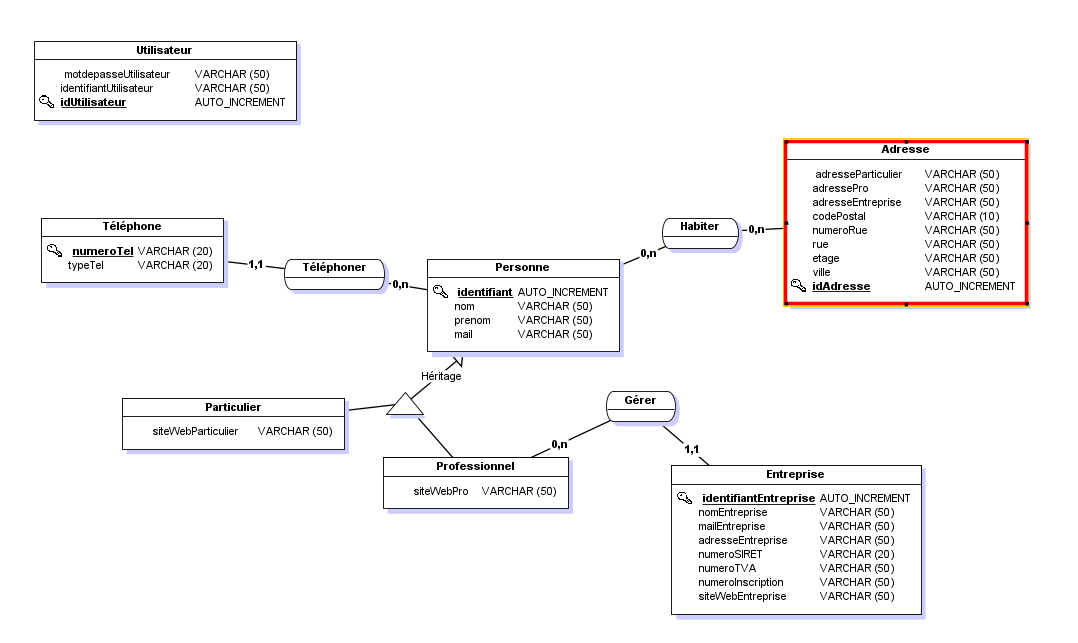 Utilisateur
motdepasseUtilisateur VARCHAR (50)
identifiantUtilisateur VARCHAR (50)
idUtilisateur AUTO_INCREMENT
Adresse
adresseParticulier VARCHAR (50)
adressePro VARCHAR (50)
adresseEntreprise VARCHAR (50)
codePostal VARCHAR (10)
numeroRue VARCHAR (50)
rue VARCHAR (50)
etage VARCHAR (50)
ville VARCHAR (50)
idAdresse AUTO_INCREMENT
Habiter
0,n
0,n
Téléphone
numeroTel VARCHAR (20)
typeTel VARCHAR (20)
1,1
Téléphoner
0,n
Personne
identifiant AUTO_INCREMENT
nom VARCHAR (50)
prenom VARCHAR (50)
mail VARCHAR (50)
Héritage
Particulier
siteWebParticulier VARCHAR (50)
Gérer
0,n
1,1
Professionnel
siteWebPro VARCHAR (50)
Entreprise
identifiantEntreprise AUTO_INCREMENT
nomEntreprise VARCHAR (50)
mailEntreprise VARCHAR (50)
adresseEntreprise VARCHAR (50)
numeroSIRET VARCHAR (20)
numeroTVA VARCHAR (50)
numeroInscription VARCHAR (50)
siteWebEntreprise VARCHAR (50)